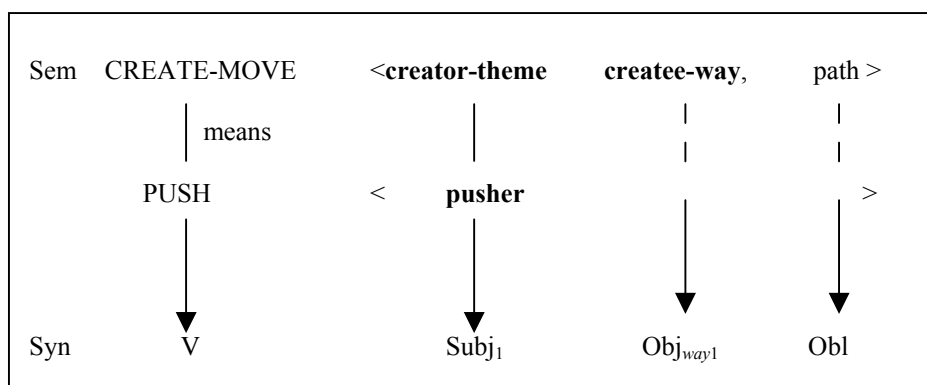 Sem CREATE-MOVE <creator-theme createe-way, path >
means
PUSH < pusher >
Syn V Subj1 Objway1 Obl